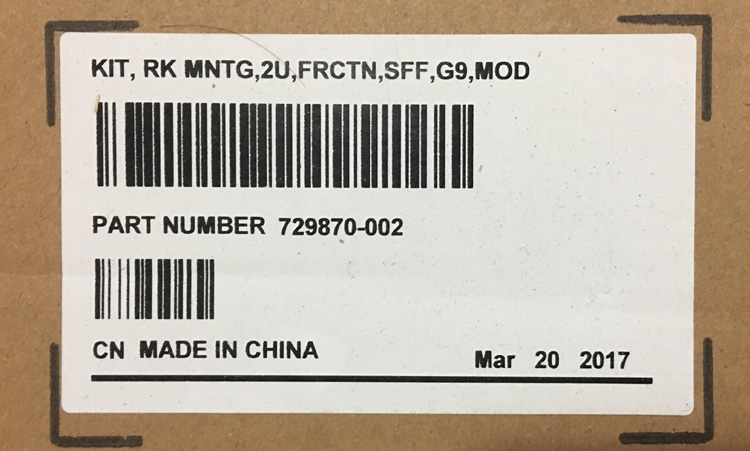 KIT, RK MNTG,2U,FRCTN,SFF,G9,MOD
PART NUMBER 729870-002
CN MADE IN CHINA
Mar 20 2017